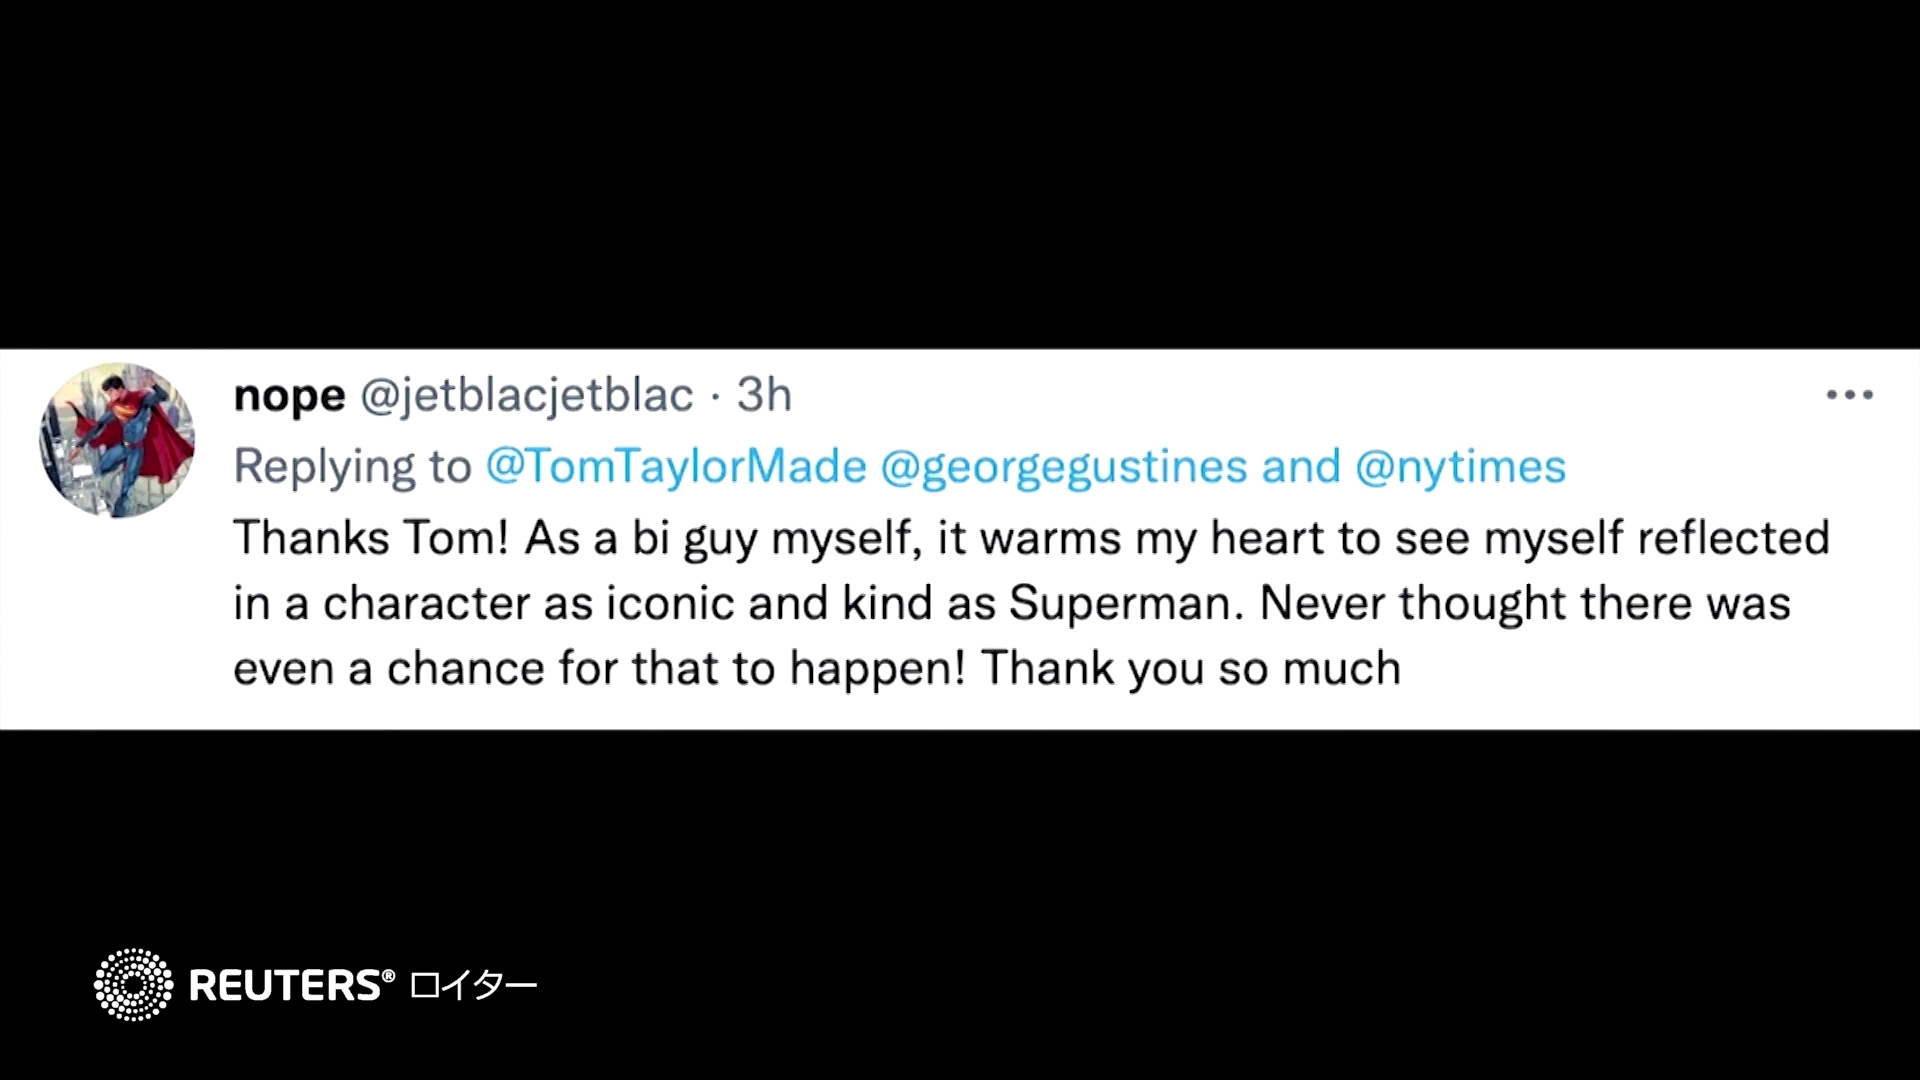 nope @jetblacjetblac · 3h
Replying to @TomTaylorMade @georgegustines and @nytimes
Thanks Tom! As a bi guy myself, it warms my heart to see myself reflected
in a character as iconic and kind as Superman. Never thought there was
even a chance for that to happen! Thank you so much
REUTERS® ロイター